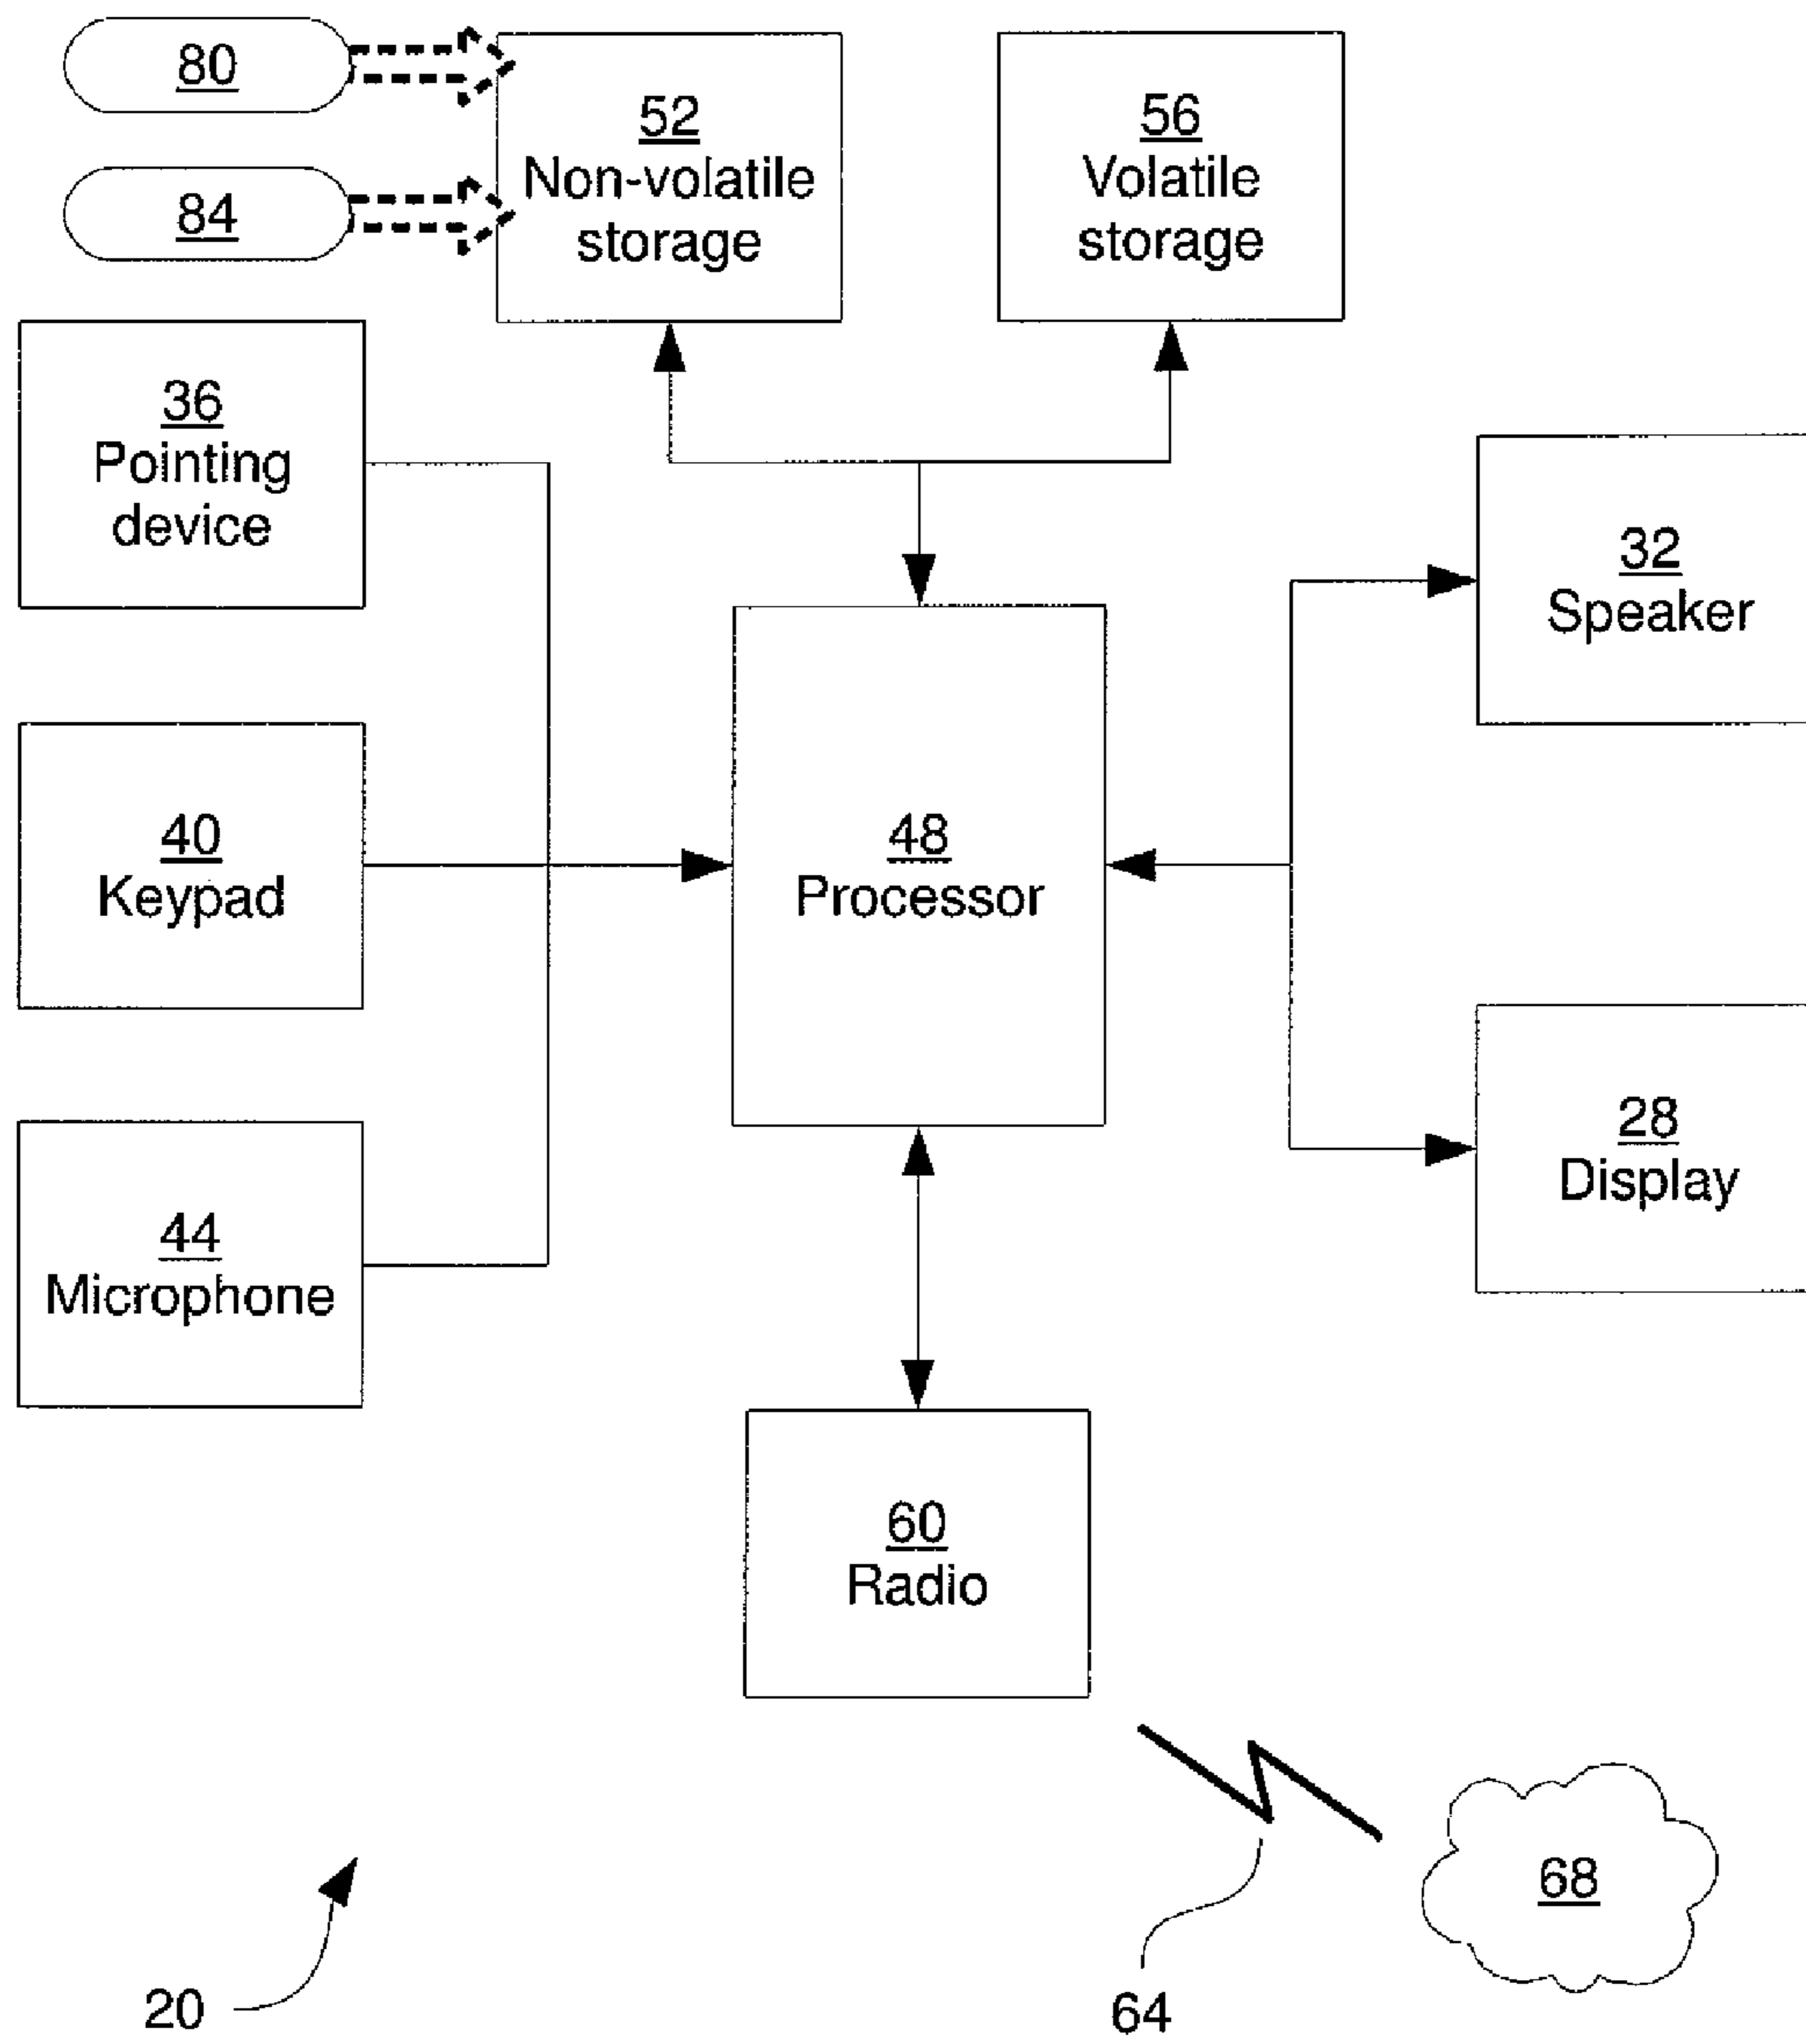 80
84
52
Non-volatile
storage
56
Volatile
storage
36
Pointing
device
32
Speaker
40
Keypad
48
Processor
28
Display
44
Microphone
60
Radio
68
20
64